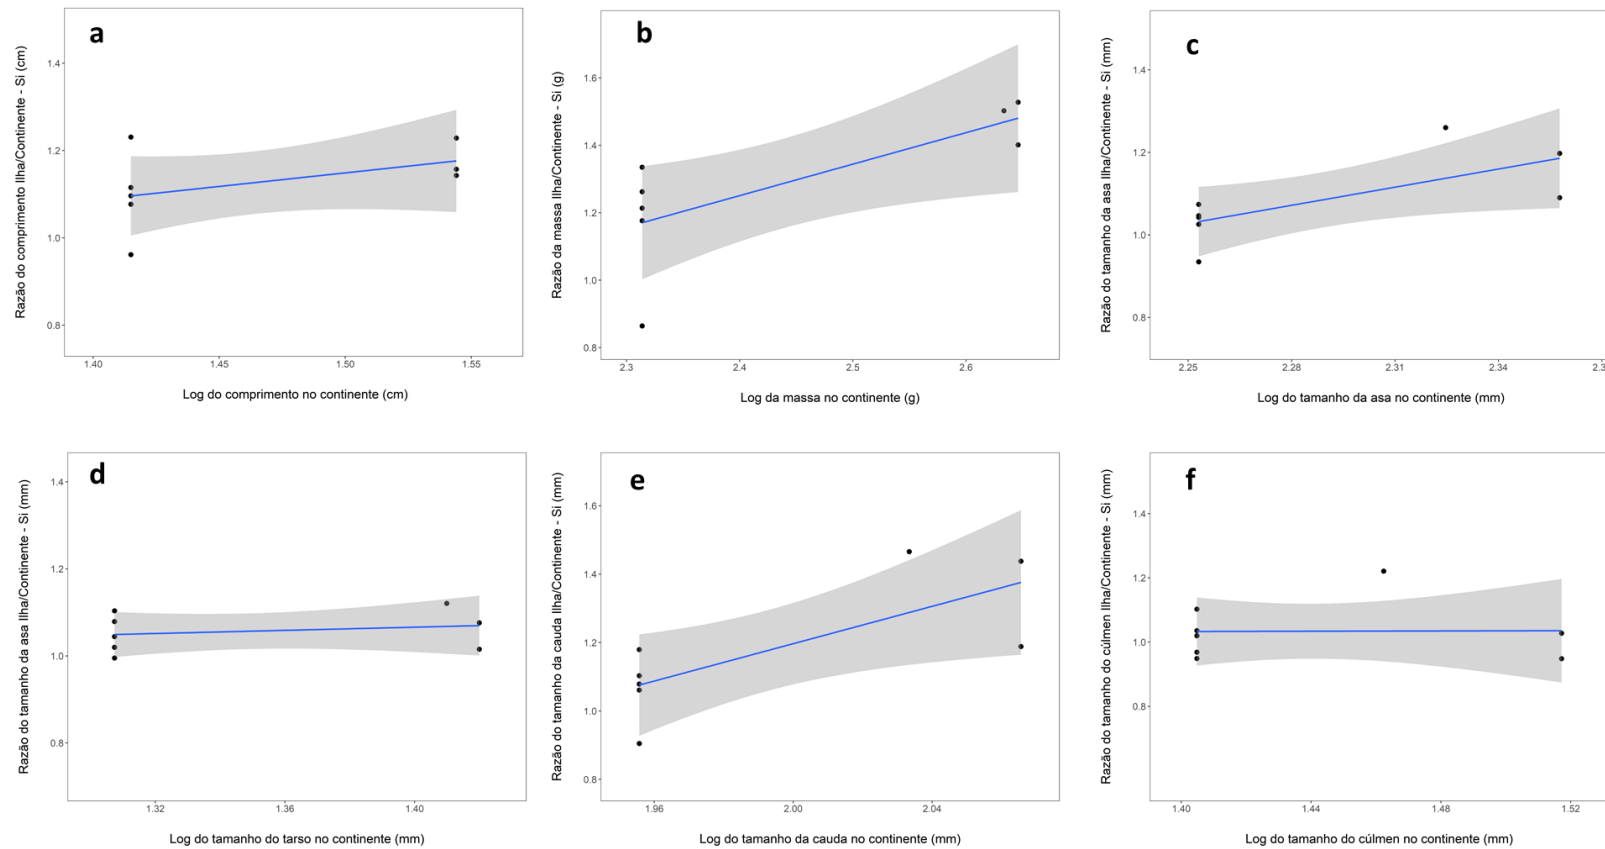 a
Razão do comprimento Ilha/Continente - Si (cm)
1.4
1.2
1.0
0.8
1.40
1.45
1.50
1.55
Log do comprimento no continente (cm)
b
Razão da massa Ilha/Continente - Si (g)
1.6
1.4
1.2
1.0
0.8
2.3
2.4
2.5
2.6
Log da massa no continente (g)
c
Razão do tamanho da asa Ilha/Continente - Si (mm)
1.4
1.2
1.0
0.8
2.25
2.28
2.31
2.34
Log do tamanho da asa no continente (mm)
d
Razão do tamanho da asa Ilha/Continente - Si (mm)
1.4
1.2
1.0
0.8
1.32
1.36
1.40
Log do tamanho do tarso no continente (mm)
e
Razão do tamanho da cauda Ilha/Continente - Si (mm)
1.6
1.4
1.2
1.0
0.8
1.96
2.00
2.04
Log do tamanho da cauda no continente (mm)
f
Razão do tamanho do cúlmen Ilha/Continente - Si (mm)
1.4
1.2
1.0
0.8
1.40
1.44
1.48
1.52
Log do tamanho do cúlmen no continente (mm)